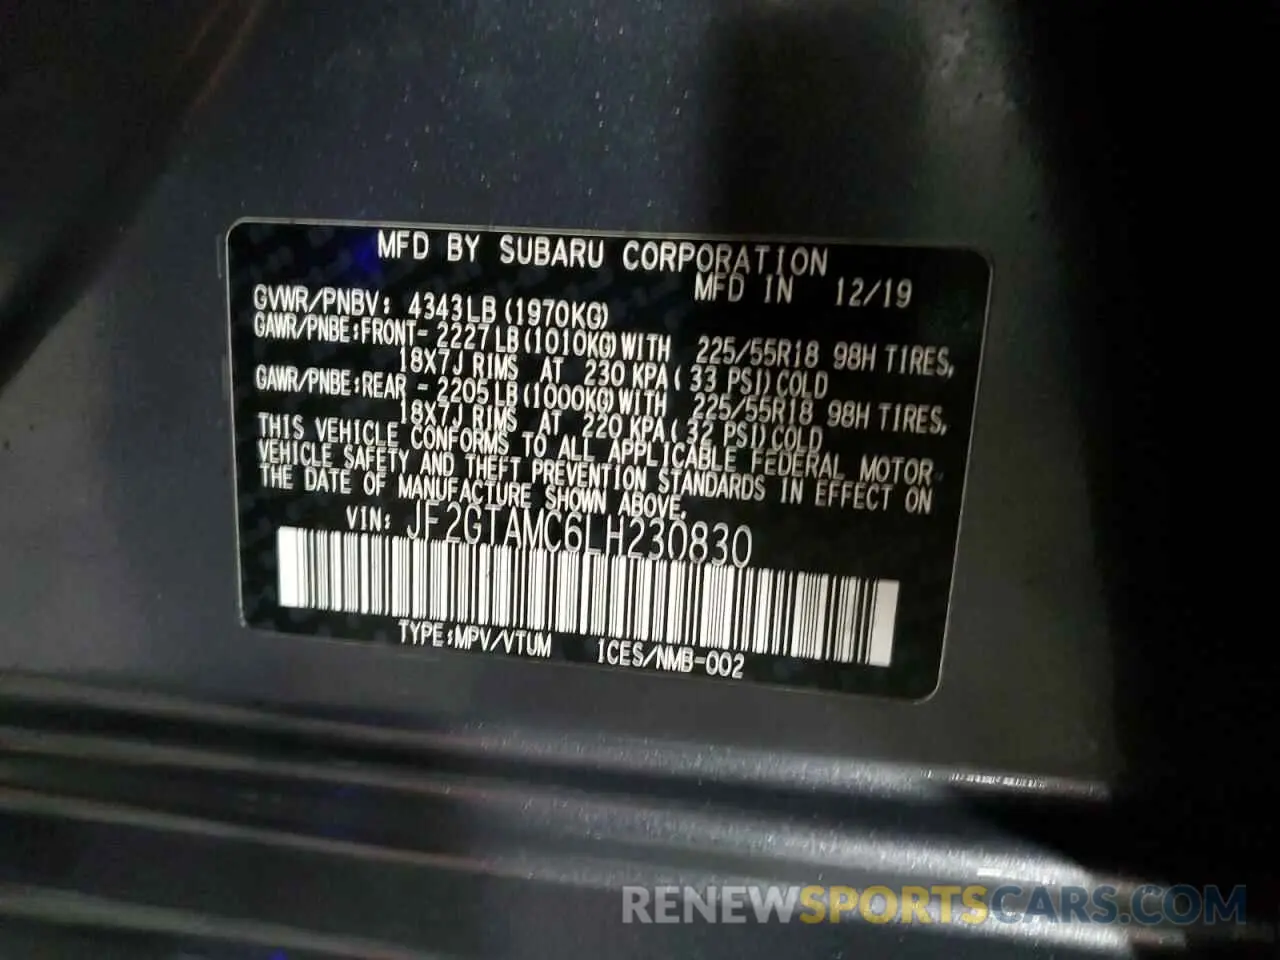 MFD BY SUBARU CORPORATION
MFD IN 12/19
GVWR/PNBV: 4343LB (1970KG)
GAWR/PNBE:FRONT- 2227LB (1010KG) WITH 225/55R18 98H TIRES,
18X7J RIMS AT 230 KPA ( 33 PSI) COLD
GAWR/PNBE:REAR - 2205LB (1000KG) WITH 225/55R18 98H TIRES,
18X7J RIMS AT 220 KPA ( 32 PSI) COLD
THIS VEHICLE CONFORMS TO ALL APPLICABLE FEDERAL MOTOR
VEHICLE SAFETY AND THEFT PREVENTION STANDARDS IN EFFECT ON
THE DATE OF MANUFACTURE SHOWN ABOVE.
VIN: JF2GTAMC6LH230830
TYPE:MPV/VTUM ICES/NMB-002
RENEWSPORTSCARS.COM